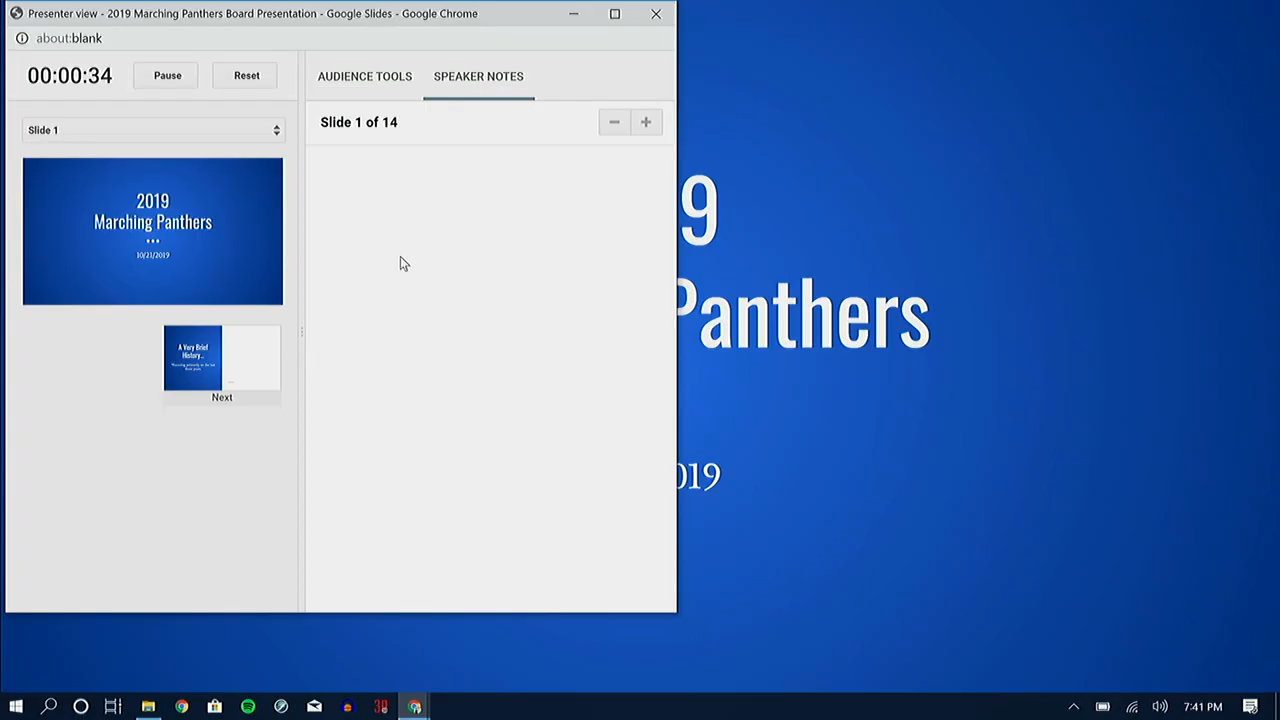 Presenter view - 2019 Marching Panthers Board Presentation - Google Slides - Google Chrome
about:blank
00:00:34
Pause
Reset
AUDIENCE TOOLS
SPEAKER NOTES
Slide 1
Slide 1 of 14
2019
Marching Panthers
10/21/2019
A Very Brief
History...
Next
9
Panthers
019
7:41 PM